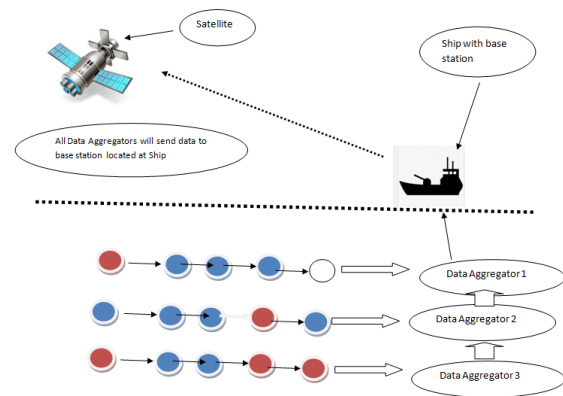 Satellite
Ship with base
station
All Data Aggregators will send data to
base station located at Ship
Data Aggregator 1
Data Aggregator 2
Data Aggregator 3